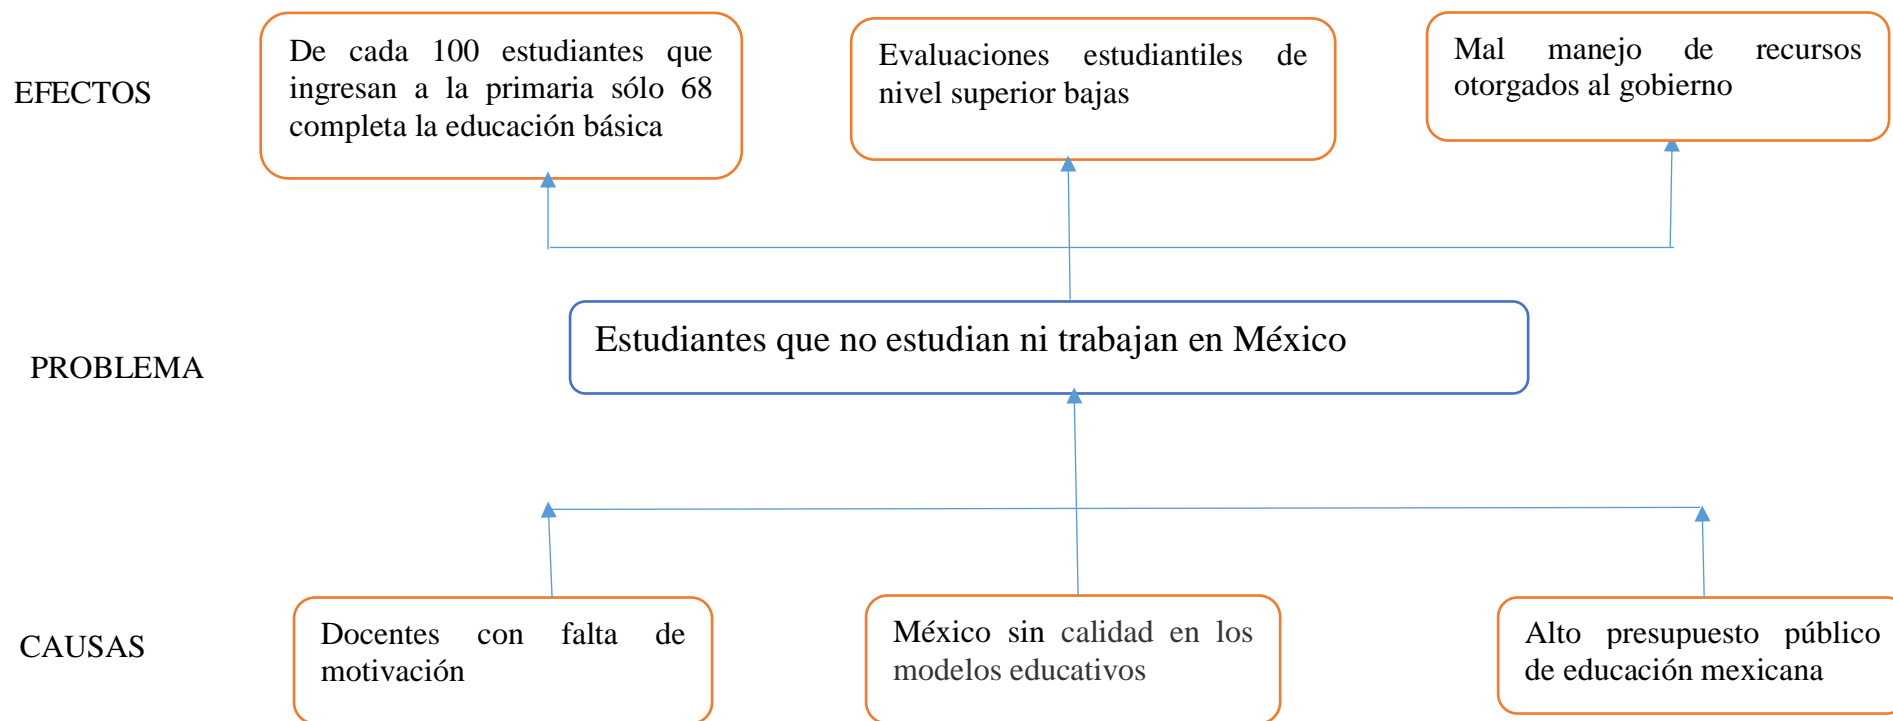 EFECTOS
De cada 100 estudiantes que
ingresan a la primaria sólo 68
completa la educación básica
Evaluaciones estudiantiles de
nivel superior bajas
Mal manejo de recursos
otorgados al gobierno
PROBLEMA
Estudiantes que no estudian ni trabajan en México
CAUSAS
Docentes con falta de
motivación
México sin calidad en los
modelos educativos
Alto presupuesto público
de educación mexicana